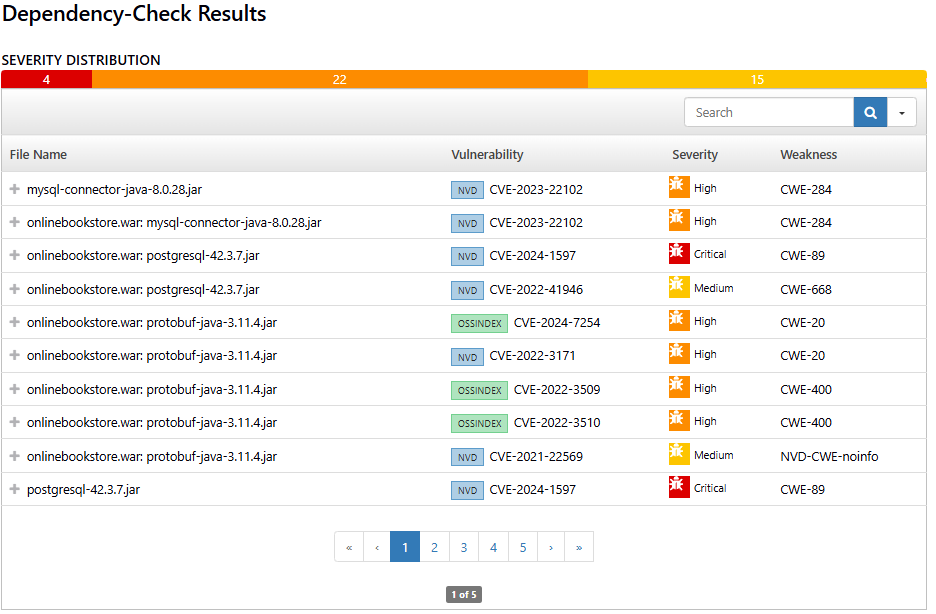 Dependency-Check Results
SEVERITY DISTRIBUTION
4 22 15
Search
File Name Vulnerability Severity Weakness
mysql-connector-java-8.0.28.jar NVD CVE-2023-22102 High CWE-284
onlinebookstore.war: mysql-connector-java-8.0.28.jar NVD CVE-2023-22102 High CWE-284
onlinebookstore.war: postgresql-42.3.7.jar NVD CVE-2024-1597 Critical CWE-89
onlinebookstore.war: postgresql-42.3.7.jar NVD CVE-2022-41946 Medium CWE-668
onlinebookstore.war: protobuf-java-3.11.4.jar OSSINDEX CVE-2024-7254 High CWE-20
onlinebookstore.war: protobuf-java-3.11.4.jar NVD CVE-2022-3171 High CWE-20
onlinebookstore.war: protobuf-java-3.11.4.jar OSSINDEX CVE-2022-3509 High CWE-400
onlinebookstore.war: protobuf-java-3.11.4.jar OSSINDEX CVE-2022-3510 High CWE-400
onlinebookstore.war: protobuf-java-3.11.4.jar NVD CVE-2021-22569 Medium NVD-CWE-noinfo
postgresql-42.3.7.jar NVD CVE-2024-1597 Critical CWE-89
« ‹ 1 2 3 4 5 › »
1 of 5